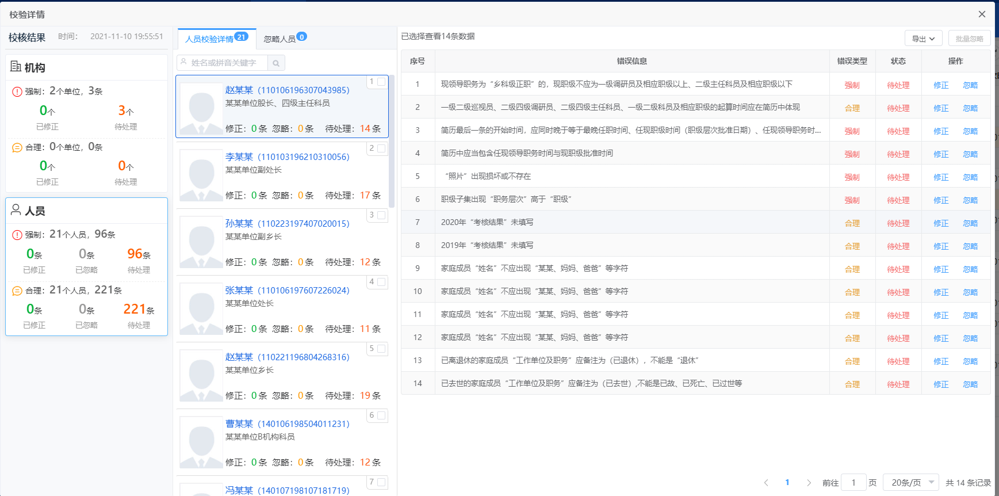 校验详情
校核结果 时间： 2021-11-10 19:55:51
机构
强制：2个单位，3条
0个 3个
已修正 待处理
合理：0个单位，0条
0个 0个
已修正 待处理
人员
强制：21个人员，96条
0条 0条 96条
已修正 已忽略 待处理
合理：21个人员，221条
0条 0条 221条
已修正 已忽略 待处理
人员校验详情 21 忽略人员 0
姓名或拼音关键字
1
赵某某（110106196307043985）
某某单位股长、四级主任科员
修正：0 条 忽略：0 条 待处理：14 条
2
李某某（110103196210310056）
某某单位副处长
修正：0 条 忽略：0 条 待处理：17 条
3
孙某某（110223197407020015）
某某单位副乡长
修正：0 条 忽略：0 条 待处理：12 条
4
张某某（110106197607226024）
某某单位处长
修正：0 条 忽略：0 条 待处理：11 条
5
赵某某（110221196804268316）
某某单位乡长
修正：0 条 忽略：0 条 待处理：19 条
6
曹某某（140106198504011231）
某某单位B机构科员
修正：0 条 忽略：0 条 待处理：12 条
7
冯某某（140107198107181719）
已选择查看14条数据 导出 批量忽略
序号 错误信息 错误类型 状态 操作
1 现领导职务为“乡科级正职”的，现职级不应为一级调研员及相应职级以上、二级主任科员及相应职级以下 强制 待处理 修正 忽略
2 一级二级巡视员、二级四级调研员、二级四级主任科员、一级二级科员及相应职级的起算时间应在简历中体现 合理 待处理 修正 忽略
3 简历最后一条的开始时间，应同时晚于等于最晚任职时间、任现职级时间（职级层次批准日期）、任现领导职务时... 强制 待处理 修正 忽略
4 简历中应当包含任现领导职务时间与现职级批准时间 强制 待处理 修正 忽略
5 “照片”出现损坏或不存在 强制 待处理 修正 忽略
6 职级子集出现“职务层次”高于“职级” 强制 待处理 修正 忽略
7 2020年“考核结果”未填写 合理 待处理 修正 忽略
8 2019年“考核结果”未填写 合理 待处理 修正 忽略
9 家庭成员“姓名”不应出现“某某、妈妈、爸爸”等字符 合理 待处理 修正 忽略
10 家庭成员“姓名”不应出现“某某、妈妈、爸爸”等字符 合理 待处理 修正 忽略
11 家庭成员“姓名”不应出现“某某、妈妈、爸爸”等字符 合理 待处理 修正 忽略
12 家庭成员“姓名”不应出现“某某、妈妈、爸爸”等字符 合理 待处理 修正 忽略
13 已离退休的家庭成员“工作单位及职务”应备注为（已退休），不能是“退休” 合理 待处理 修正 忽略
14 已去世的家庭成员“工作单位及职务”应备注为（已去世）,不能是已故、已死亡、已过世等 合理 待处理 修正 忽略
1 前往 1 页 20条/页 共 14 条记录